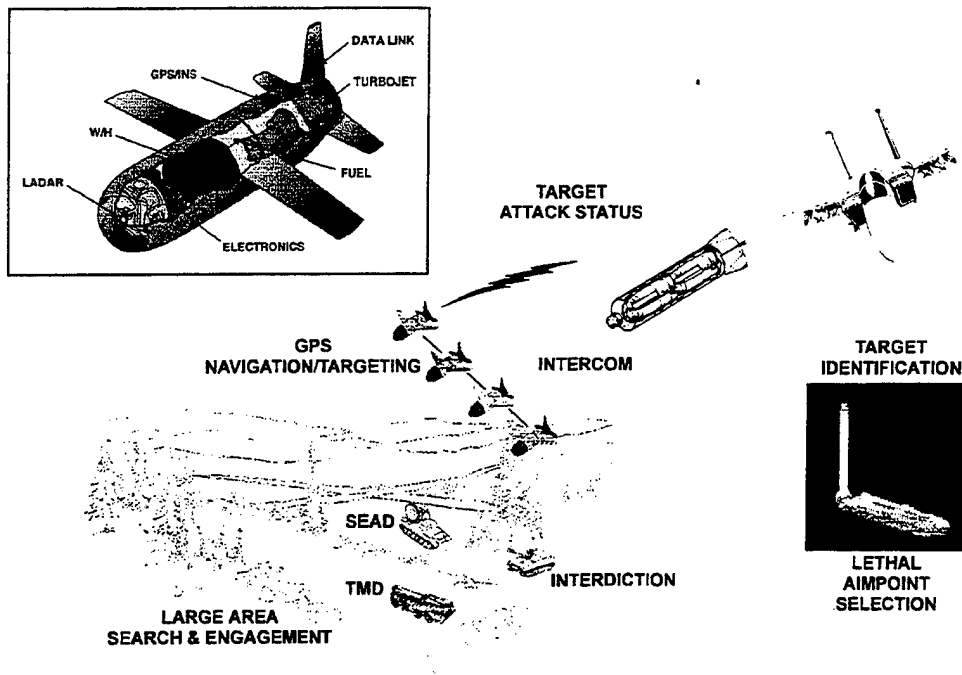 DATA LINK
GPS/INS
TURBOJET
W/H
FUEL
LADAR
ELECTRONICS
TARGET
ATTACK STATUS
GPS
NAVIGATION/TARGETING
INTERCOM
TARGET
IDENTIFICATION
SEAD
TMD
INTERDICTION
LETHAL
AIMPOINT
SELECTION
LARGE AREA
SEARCH & ENGAGEMENT